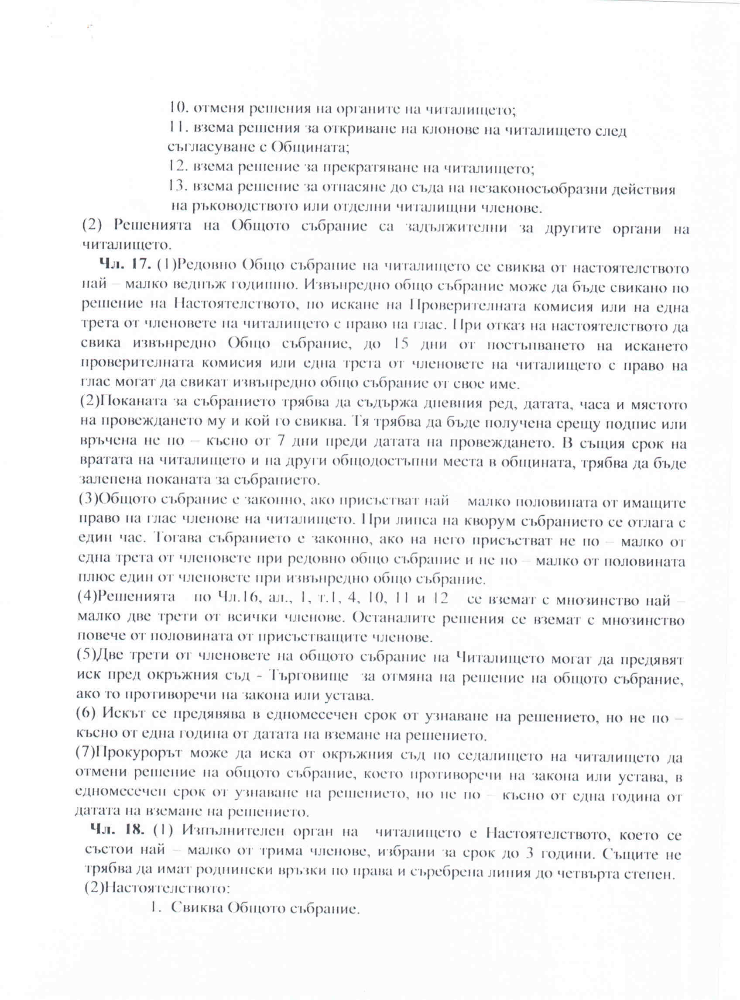 10. отменя решения на органите на читалището;
11. взема решения за откриване на клонове на читалището след
съгласуване с Общината;
12. взема решение за прекратяване на читалището;
13. взема решение за отнасяне до съда на незаконосъобразни действия
на ръководството или отделни читалищни членове.
(2) Решенията на Общото събрание са задължителни за другите органи на
читалището.
Чл. 17. (1)Редовно Общо събрание на читалището се свиква от настоятелството
най – малко веднъж годишно. Извънредно общо събрание може да бъде свикано по
решение на Настоятелството, по искане на Проверителната комисия или на една
трета от членовете на читалището с право на глас. При отказ на настоятелството да
свика извънредно Общо събрание, до 15 дни от постъпването на искането
проверителната комисия или една трета от членовете на читалището с право на
глас могат да свикат извънредно общо събрание от свое име.
(2)Поканата за събранието трябва да съдържа дневния ред, датата, часа и мястото
на провеждането му и кой го свиква. Тя трябва да бъде получена срещу подпис или
връчена не по – късно от 7 дни преди датата на провеждането. В същия срок на
вратата на читалището и на други общодостъпни места в общината, трябва да бъде
залепена поканата за събранието.
(3)Общото събрание е законно, ако присъстват най – малко половината от имащите
право на глас членове на читалището. При липса на кворум събранието се отлага с
един час. Тогава събранието е законно, ако на него присъстват не по – малко от
една трета от членовете при редовно общо събрание и не по – малко от половината
плюс един от членовете при извънредно общо събрание.
(4)Решенията по Чл.16, ал., 1, т.1, 4, 10, 11 и 12 се вземат с мнозинство най –
малко две трети от всички членове. Останалите решения се вземат с мнозинство
повече от половината от присъстващите членове.
(5)Две трети от членовете на общото събрание на Читалището могат да предявят
иск пред окръжния съд - Търговище за отмяна на решение на общото събрание,
ако то противоречи на закона или устава.
(6) Искът се предявява в едномесечен срок от узнаване на решението, но не по –
късно от една година от датата на вземане на решението.
(7)Прокурорът може да иска от окръжния съд по седалището на читалището да
отмени решение на общото събрание, което противоречи на закона или устава, в
едномесечен срок от узнаване на решението, но не по – късно от една година от
датата на вземане на решението.
Чл. 18. (1) Изпълнителен орган на читалището е Настоятелството, което се
състои най – малко от трима членове, избрани за срок до 3 години. Същите не
трябва да имат роднински връзки по права и съребрена линия до четвърта степен.
(2)Настоятелството:
1. Свиква Общото събрание.